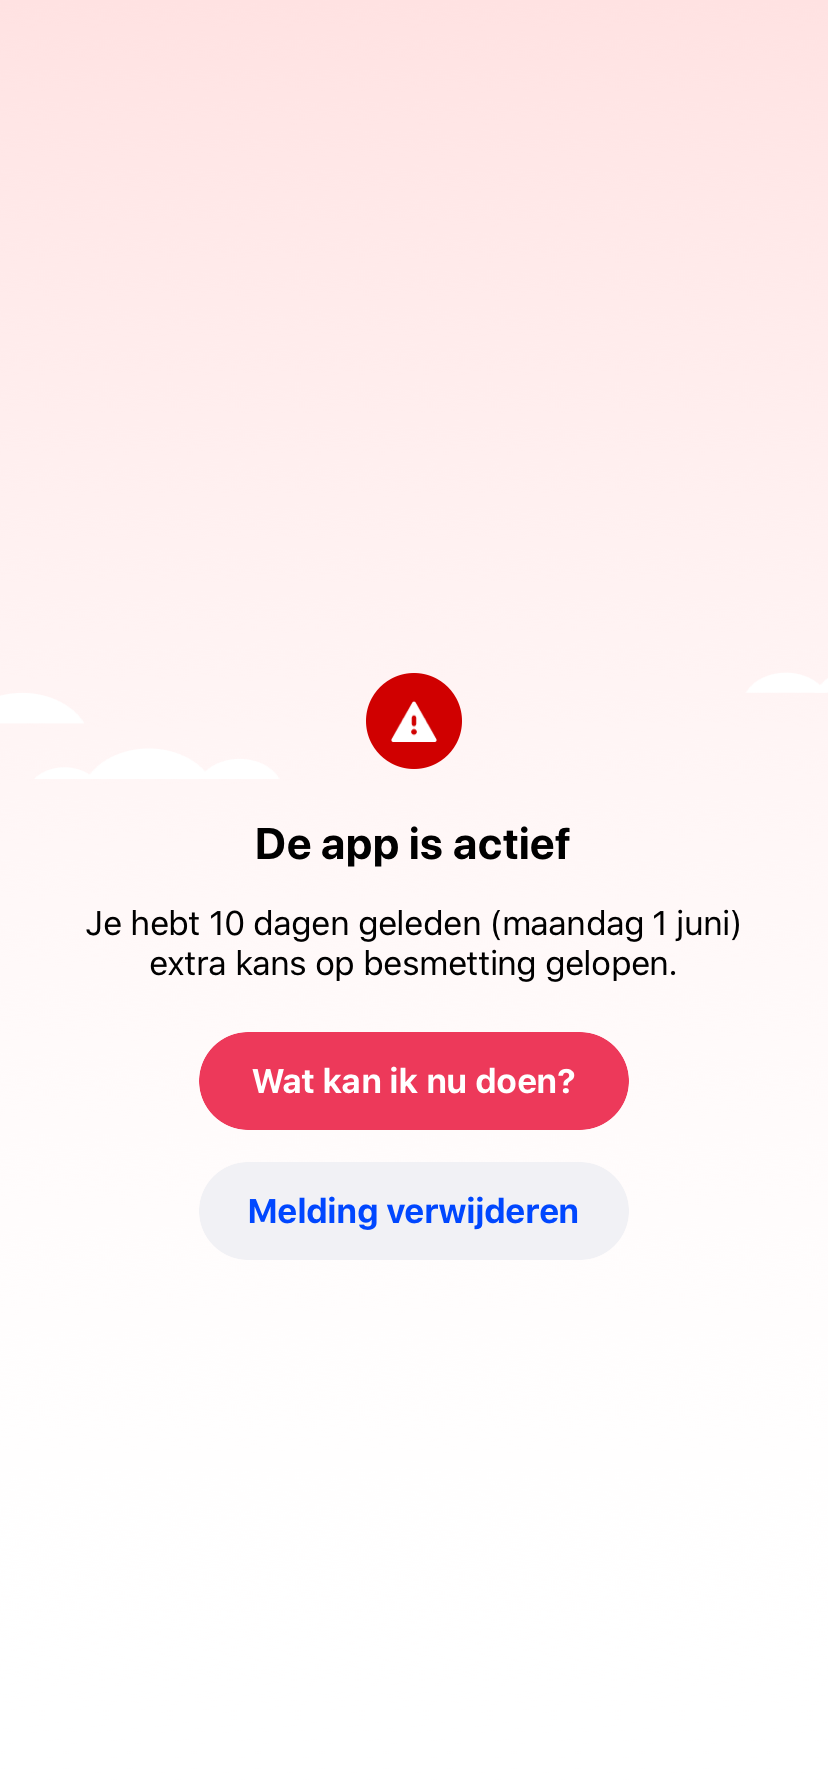 De app is actief
Je hebt 10 dagen geleden (maandag 1 juni)
extra kans op besmetting gelopen.
Wat kan ik nu doen?
Melding verwijderen